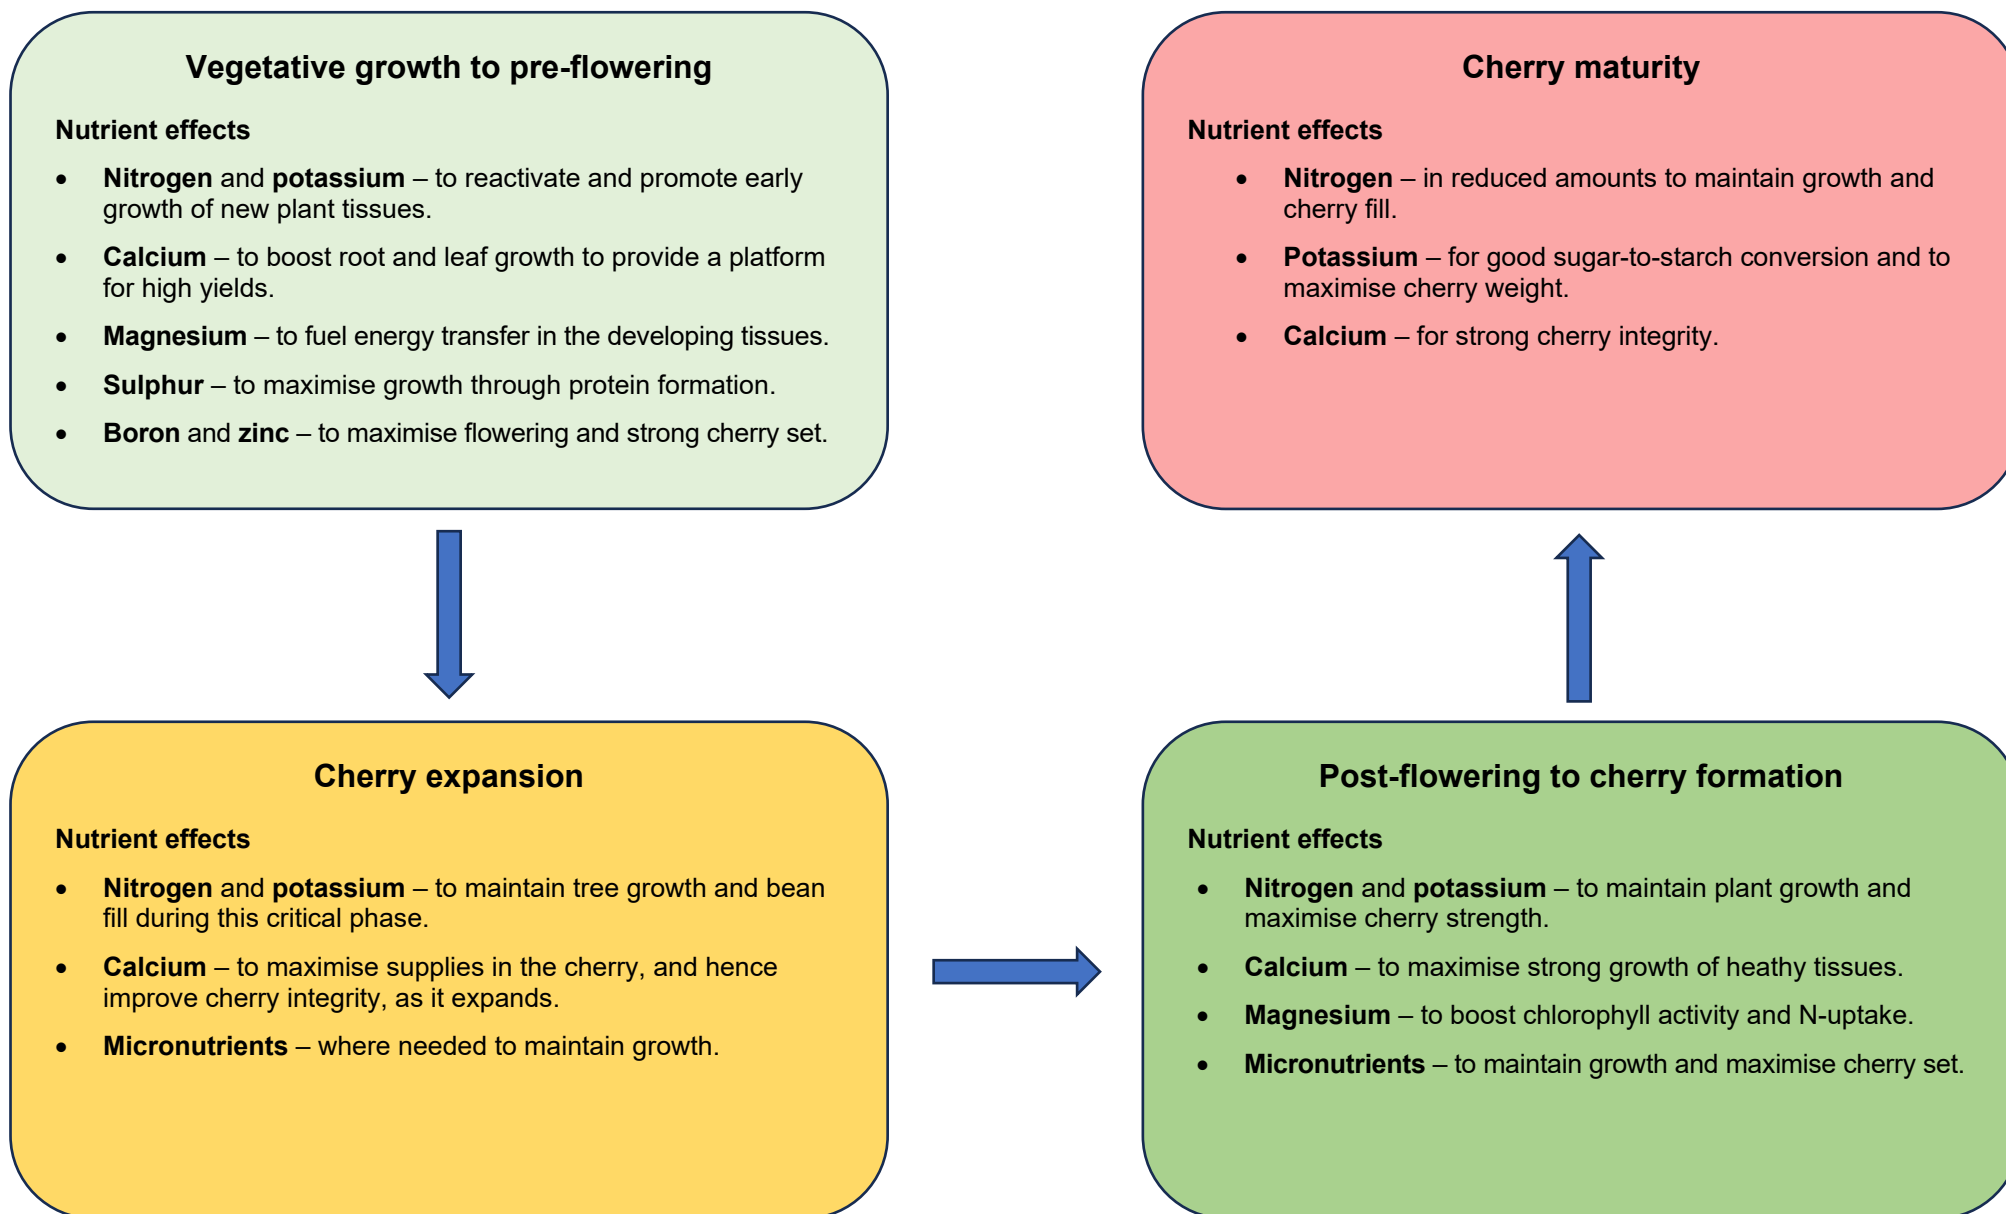 Vegetative growth to pre-flowering
Nutrient effects
• Nitrogen and potassium – to reactivate and promote early
growth of new plant tissues.
• Calcium – to boost root and leaf growth to provide a platform
for high yields.
• Magnesium – to fuel energy transfer in the developing tissues.
• Sulphur – to maximise growth through protein formation.
• Boron and zinc – to maximise flowering and strong cherry set.
Cherry expansion
Nutrient effects
• Nitrogen and potassium – to maintain tree growth and bean
fill during this critical phase.
• Calcium – to maximise supplies in the cherry, and hence
improve cherry integrity, as it expands.
• Micronutrients – where needed to maintain growth.
Post-flowering to cherry formation
Nutrient effects
• Nitrogen and potassium – to maintain plant growth and
maximise cherry strength.
• Calcium – to maximise strong growth of heathy tissues.
• Magnesium – to boost chlorophyll activity and N-uptake.
• Micronutrients – to maintain growth and maximise cherry set.
Cherry maturity
Nutrient effects
• Nitrogen – in reduced amounts to maintain growth and
cherry fill.
• Potassium – for good sugar-to-starch conversion and to
maximise cherry weight.
• Calcium – for strong cherry integrity.